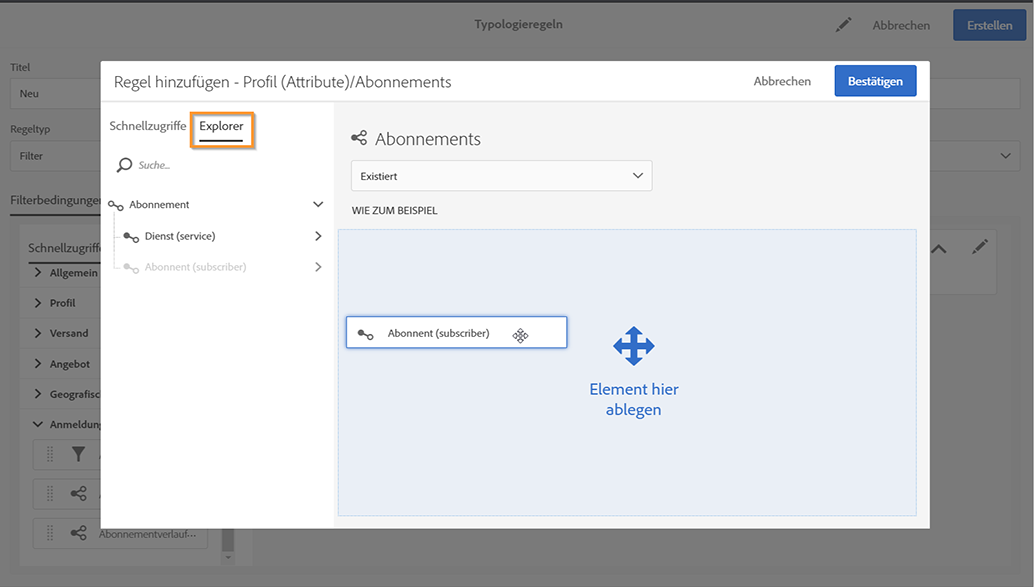 Typologieregeln
Abbrechen
Erstellen
Titel
Neu
Regeltyp
Filter
Filterbedingungen
Schnellzugriffe
Allgemein
Profil
Versand
Angebot
Geografisc
Anmeldung
Abonnementverlauf...
Regel hinzufügen - Profil (Attribute)/Abonnements
Abbrechen
Bestätigen
Schnellzugriffe
Explorer
Suche...
Abonnement
Dienst (service)
Abonnent (subscriber)
Abonnements
Existiert
WIE ZUM BEISPIEL
Abonnent (subscriber)
Element hier
ablegen